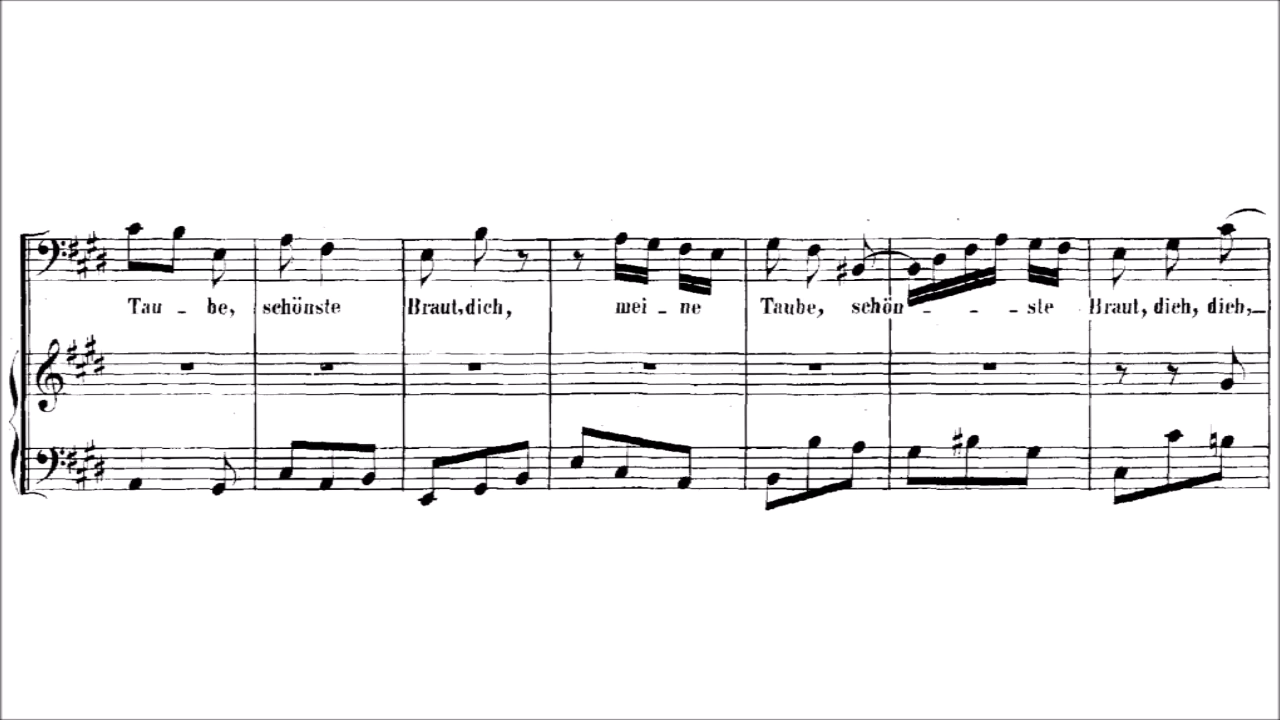 Tau - be, schönste Braut, dich, mei - ne Taube, schön - - - ste Braut, dich, dich,